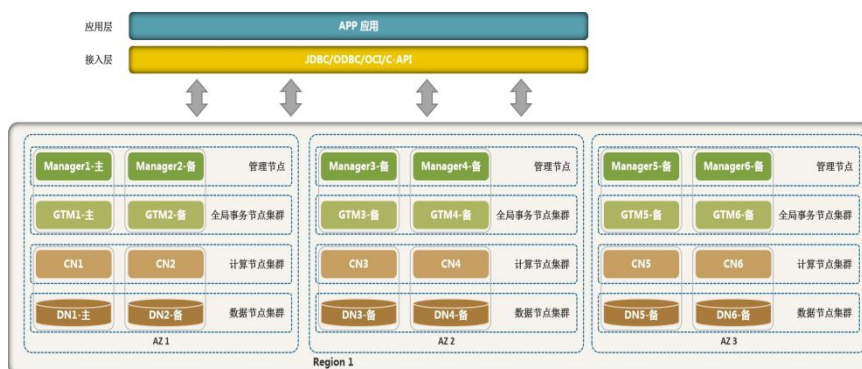 应用层 APP 应用
接入层 JDBC/ODBC/OCI/C-API
Manager1-主 Manager2-备 管理节点 Manager3-备 Manager4-备 管理节点 Manager5-备 Manager6-备 管理节点
GTM1-主 GTM2-备 全局事务节点集群 GTM3-备 GTM4-备 全局事务节点集群 GTM5-备 GTM6-备 全局事务节点集群
CN1 CN2 计算节点集群 CN3 CN4 计算节点集群 CN5 CN6 计算节点集群
DN1-主 DN2-备 数据节点集群 DN3-备 DN4-备 数据节点集群 DN5-备 DN6-备 数据节点集群
AZ 1 AZ 2 AZ 3
Region 1